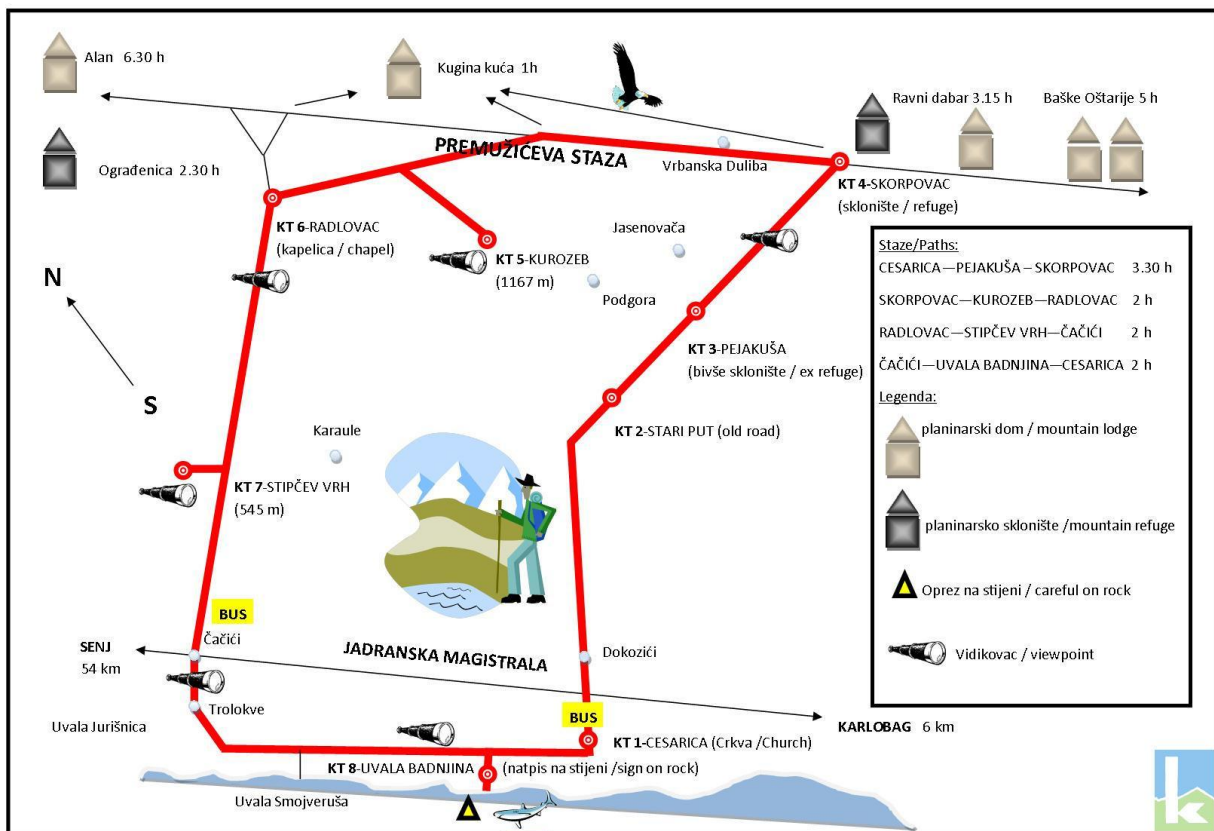 Alan 6.30 h
Kugina kuća 1h
Ravni dabar 3.15 h
Baške Oštarije 5 h
Ograđenica 2.30 h
PREMUŽIĆEVA STAZA
Vrbanska Duliba
KT 4-SKORPOVAC
(sklonište / refuge)
KT 6-RADLOVAC
(kapelica / chapel)
KT 5-KUROZEB
(1167 m)
Jasenovača
Podgora
N
S
KT 3-PEJAKUŠA
(bivše sklonište / ex refuge)
KT 2-STARI PUT (old road)
Karaule
KT 7-STIPČEV VRH
(545 m)
BUS
Čačići
SENJ
54 km
JADRANSKA MAGISTRALA
Dokozići
Trolokve
Uvala Jurišnica
BUS
KARLOBAG 6 km
KT 1-CESARICA (Crkva /Church)
KT 8-UVALA BADNJINA (natpis na stijeni /sign on rock)
Uvala Smojveruša
Staze/Paths:
CESARICA—PEJAKUŠA – SKORPOVAC 3.30 h
SKORPOVAC—KUROZEB—RADLOVAC 2 h
RADLOVAC—STIPČEV VRH—ČAČIĆI 2 h
ČAČIĆI—UVALA BADNJINA—CESARICA 2 h
Legenda:
planinarski dom / mountain lodge
planinarsko sklonište /mountain refuge
Oprez na stijeni / careful on rock
Vidikovac / viewpoint
k